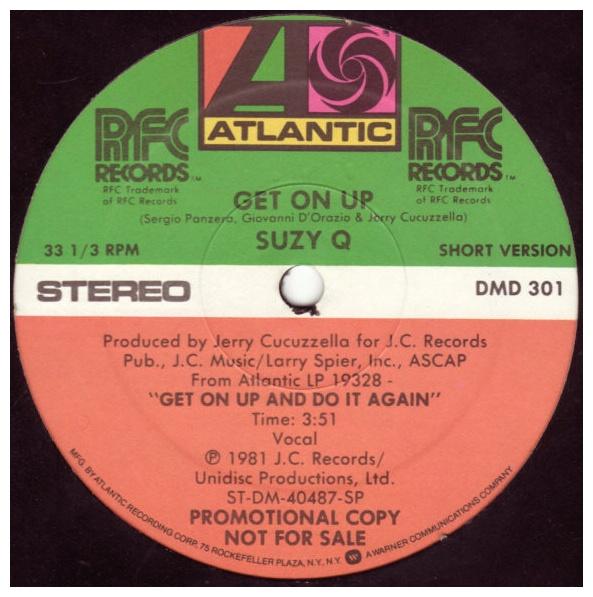 ATLANTIC
RFC
RECORDS™
RFC Trademark
of RFC Records
RFC
RECORDS™
RFC Trademark
of RFC Records
GET ON UP
(Sergio Panzera, Giovanni D'Orazio & Jerry Cucuzzella)
SUZY Q
33 1/3 RPM
SHORT VERSION
STEREO
DMD 301
Produced by Jerry Cucuzzella for J.C. Records
Pub., J.C. Music/Larry Spier, Inc., ASCAP
From Atlantic LP 19328 -
"GET ON UP AND DO IT AGAIN"
Time: 3:51
Vocal
℗ 1981 J.C. Records/
Unidisc Productions, Ltd.
ST-DM-40487-SP
PROMOTIONAL COPY
NOT FOR SALE
MFG. BY ATLANTIC RECORDING CORP., 75 ROCKEFELLER PLAZA, N.Y. N.Y. W A WARNER COMMUNICATIONS COMPANY